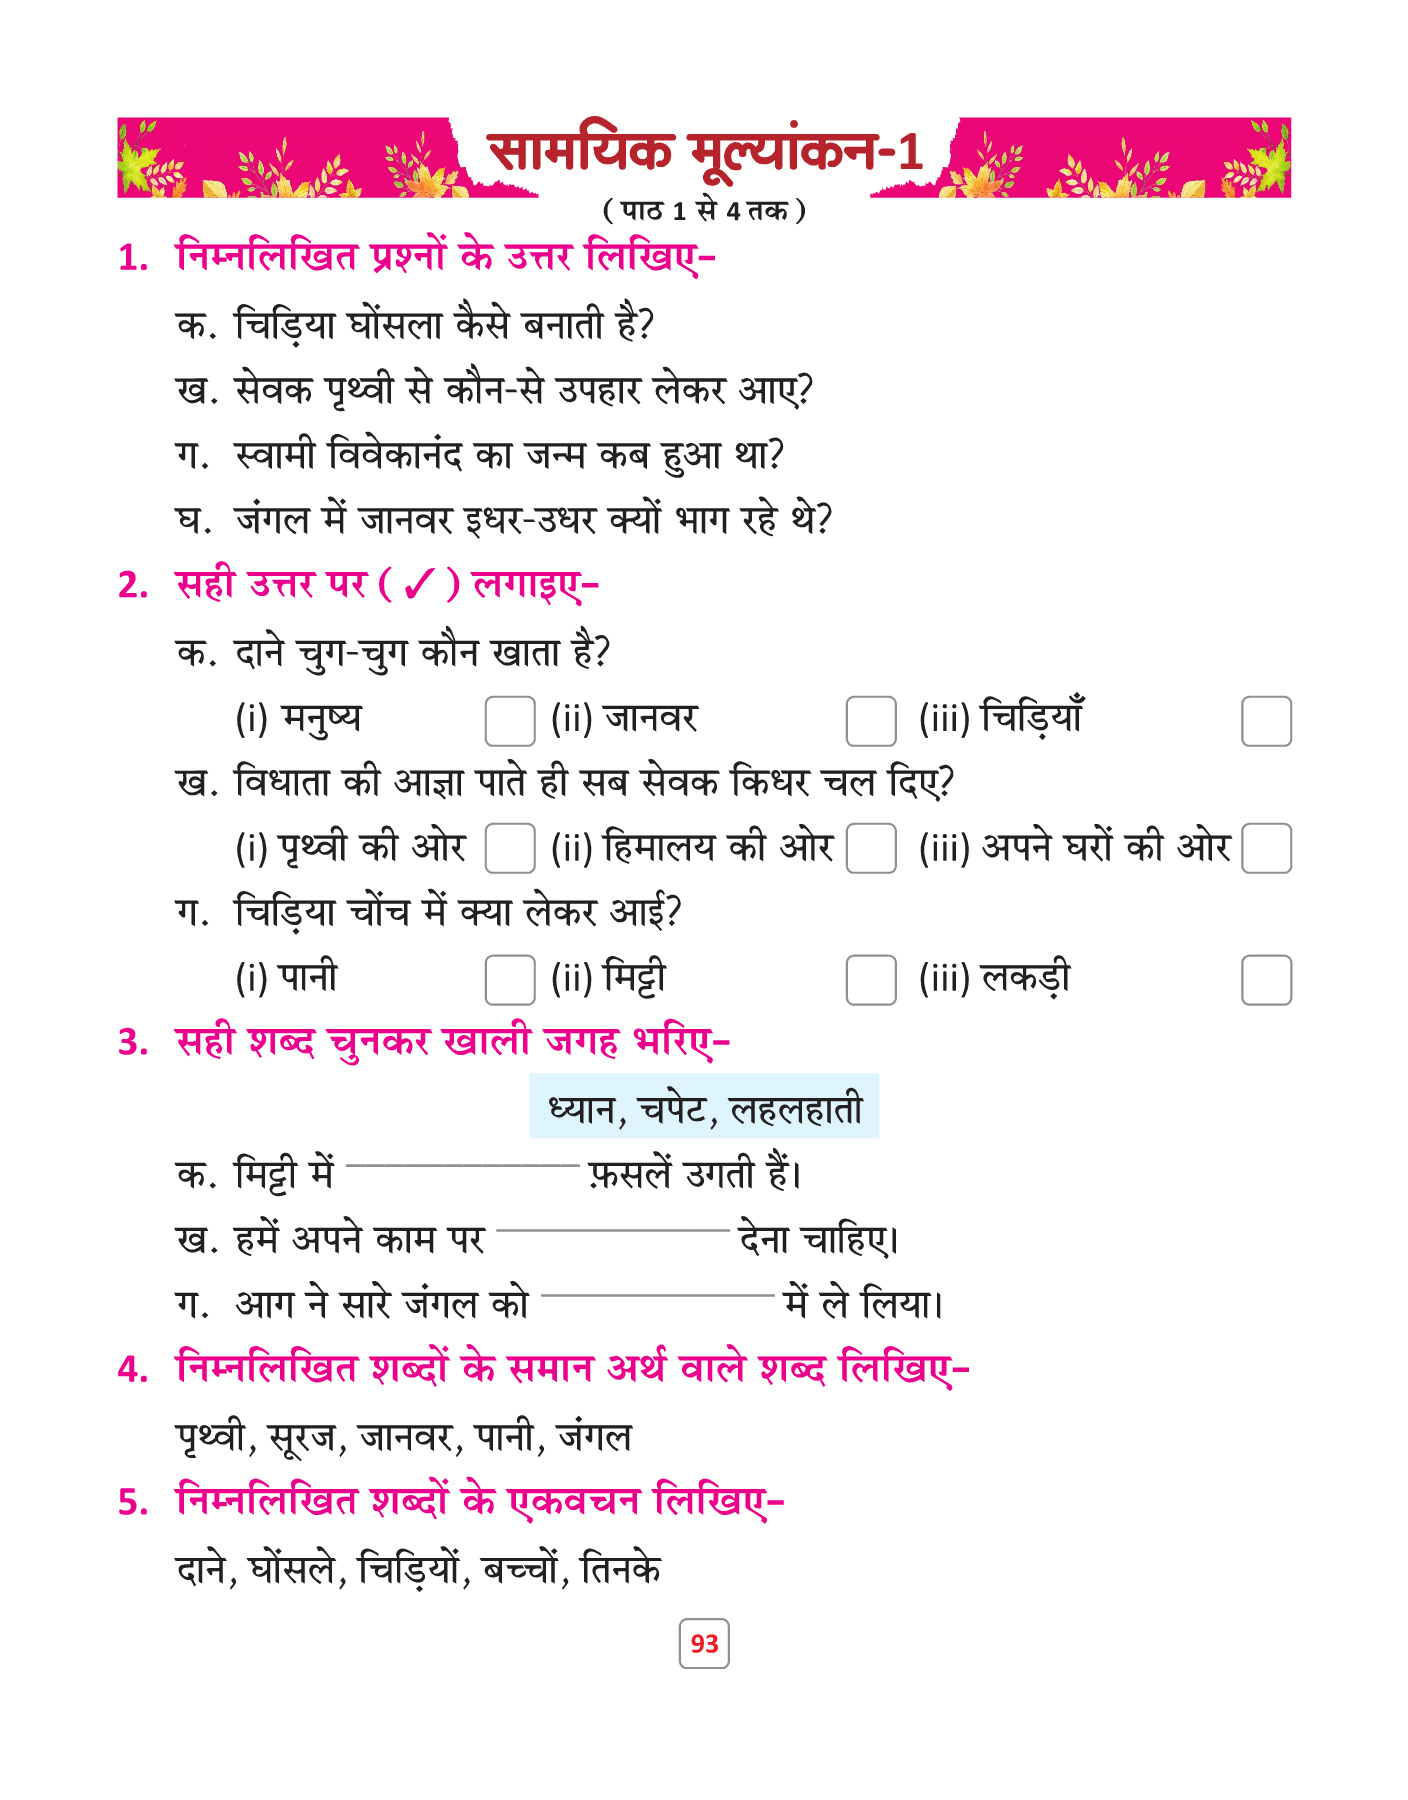 सामयिक मूल्यांकन-1
( पाठ 1 से 4 तक )
1. निम्नलिखित प्रश्नों के उत्तर लिखिए–
क. चिड़िया घोंसला कैसे बनाती है?
ख. सेवक पृथ्वी से कौन-से उपहार लेकर आए?
ग. स्वामी विवेकानंद का जन्म कब हुआ था?
घ. जंगल में जानवर इधर-उधर क्यों भाग रहे थे?
2. सही उत्तर पर ( ✓ ) लगाइए–
क. दाने चुग-चुग कौन खाता है?
(i) मनुष्य (ii) जानवर (iii) चिड़ियाँ
ख. विधाता की आज्ञा पाते ही सब सेवक किधर चल दिए?
(i) पृथ्वी की ओर (ii) हिमालय की ओर (iii) अपने घरों की ओर
ग. चिड़िया चोंच में क्या लेकर आई?
(i) पानी (ii) मिट्टी (iii) लकड़ी
3. सही शब्द चुनकर खाली जगह भरिए–
ध्यान, चपेट, लहलहाती
क. मिट्टी में ____________ फ़सलें उगती हैं।
ख. हमें अपने काम पर ____________ देना चाहिए।
ग. आग ने सारे जंगल को ____________ में ले लिया।
4. निम्नलिखित शब्दों के समान अर्थ वाले शब्द लिखिए–
पृथ्वी, सूरज, जानवर, पानी, जंगल
5. निम्नलिखित शब्दों के एकवचन लिखिए–
दाने, घोंसले, चिड़ियों, बच्चों, तिनके
93